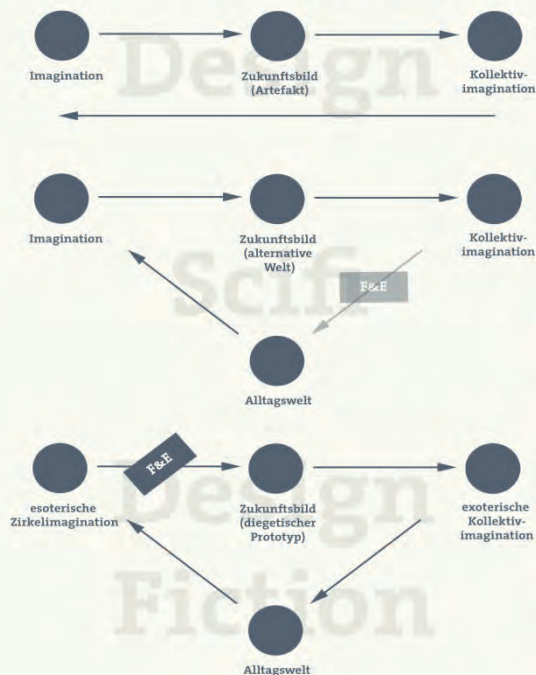 Design
Imagination
Zukunftsbild
(Artefakt)
Kollektiv-
imagination
Imagination
Zukunftsbild
(alternative
Welt)
Kollektiv-
imagination
Scifi
F&E
Alltagswelt
F&E
esoterische
Zirkelimagination
Zukunftsbild
(diegetischer
Prototyp)
exoterische
Kollektiv-
imagination
Design
Fiction
Alltagswelt